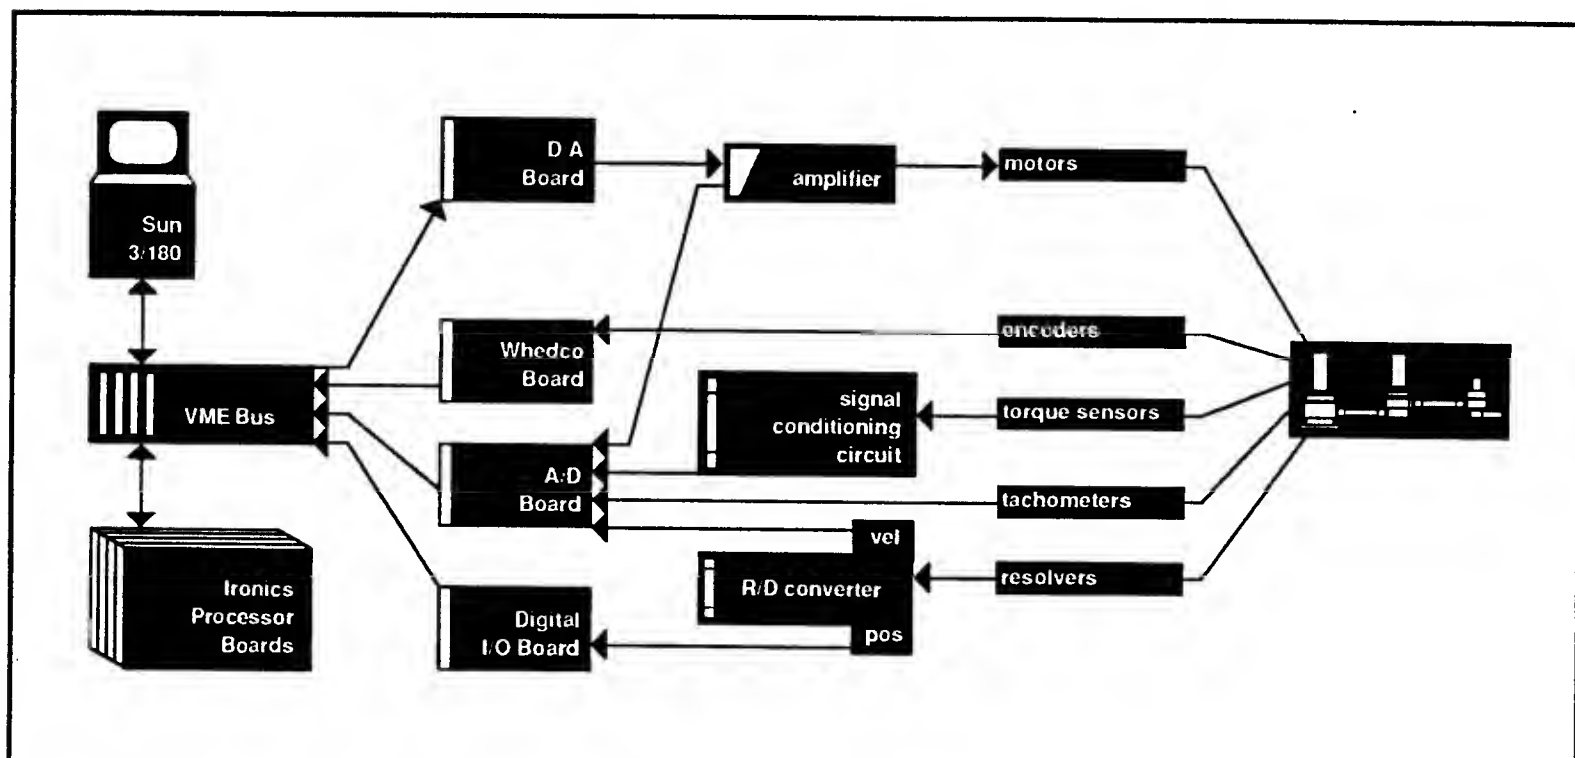 Sun
3/180
VME Bus
Ironics
Processor
Boards
D A
Board
Whedco
Board
A/D
Board
Digital
I/O Board
amplifier
signal
conditioning
circuit
vel
R/D converter
pos
motors
encoders
torque sensors
tachometers
resolvers